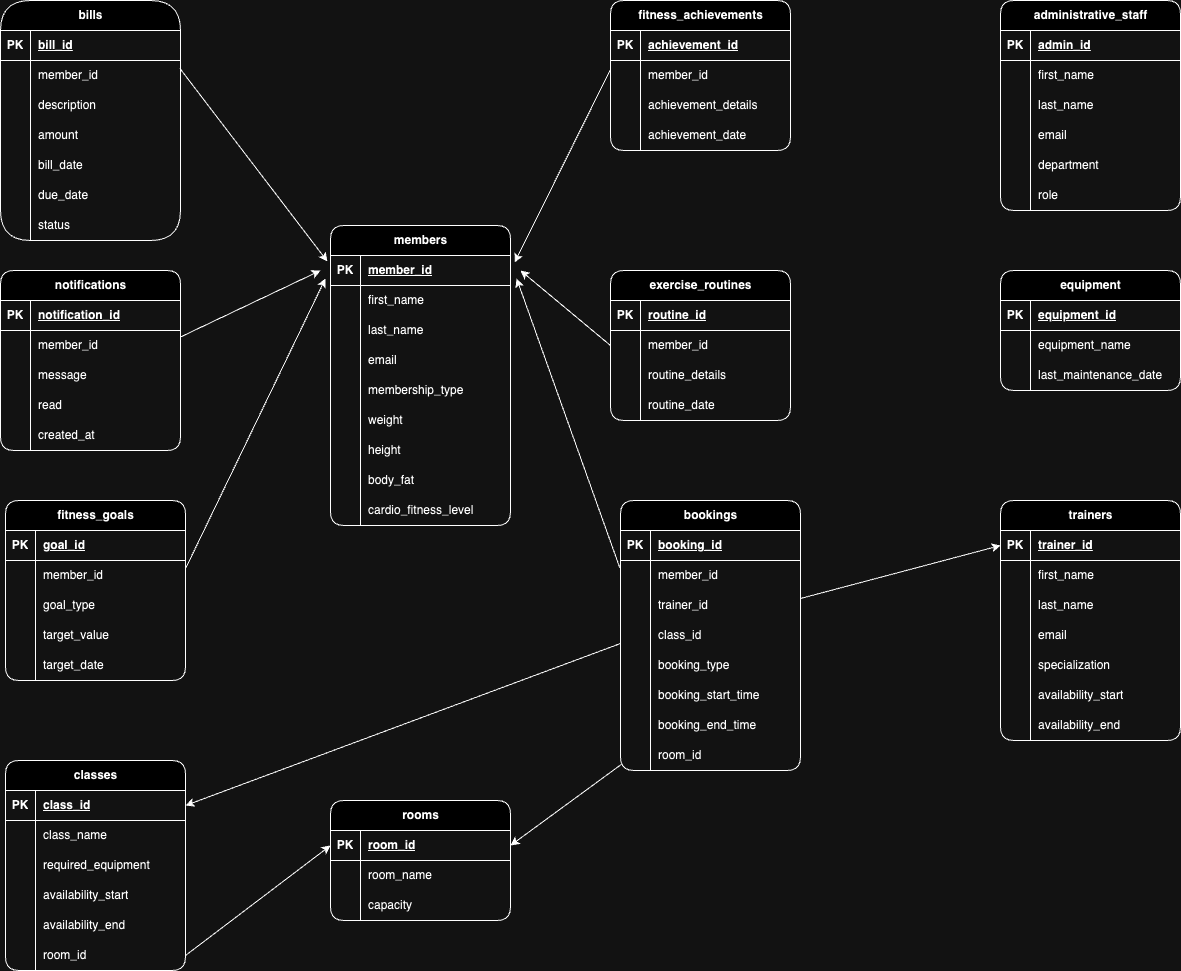 bills
PK bill_id
member_id
description
amount
bill_date
due_date
status
fitness_achievements
PK achievement_id
member_id
achievement_details
achievement_date
administrative_staff
PK admin_id
first_name
last_name
email
department
role
members
PK member_id
first_name
last_name
email
membership_type
weight
height
body_fat
cardio_fitness_level
notifications
PK notification_id
member_id
message
read
created_at
exercise_routines
PK routine_id
member_id
routine_details
routine_date
equipment
PK equipment_id
equipment_name
last_maintenance_date
fitness_goals
PK goal_id
member_id
goal_type
target_value
target_date
bookings
PK booking_id
member_id
trainer_id
class_id
booking_type
booking_start_time
booking_end_time
room_id
trainers
PK trainer_id
first_name
last_name
email
specialization
availability_start
availability_end
classes
PK class_id
class_name
required_equipment
availability_start
availability_end
room_id
rooms
PK room_id
room_name
capacity